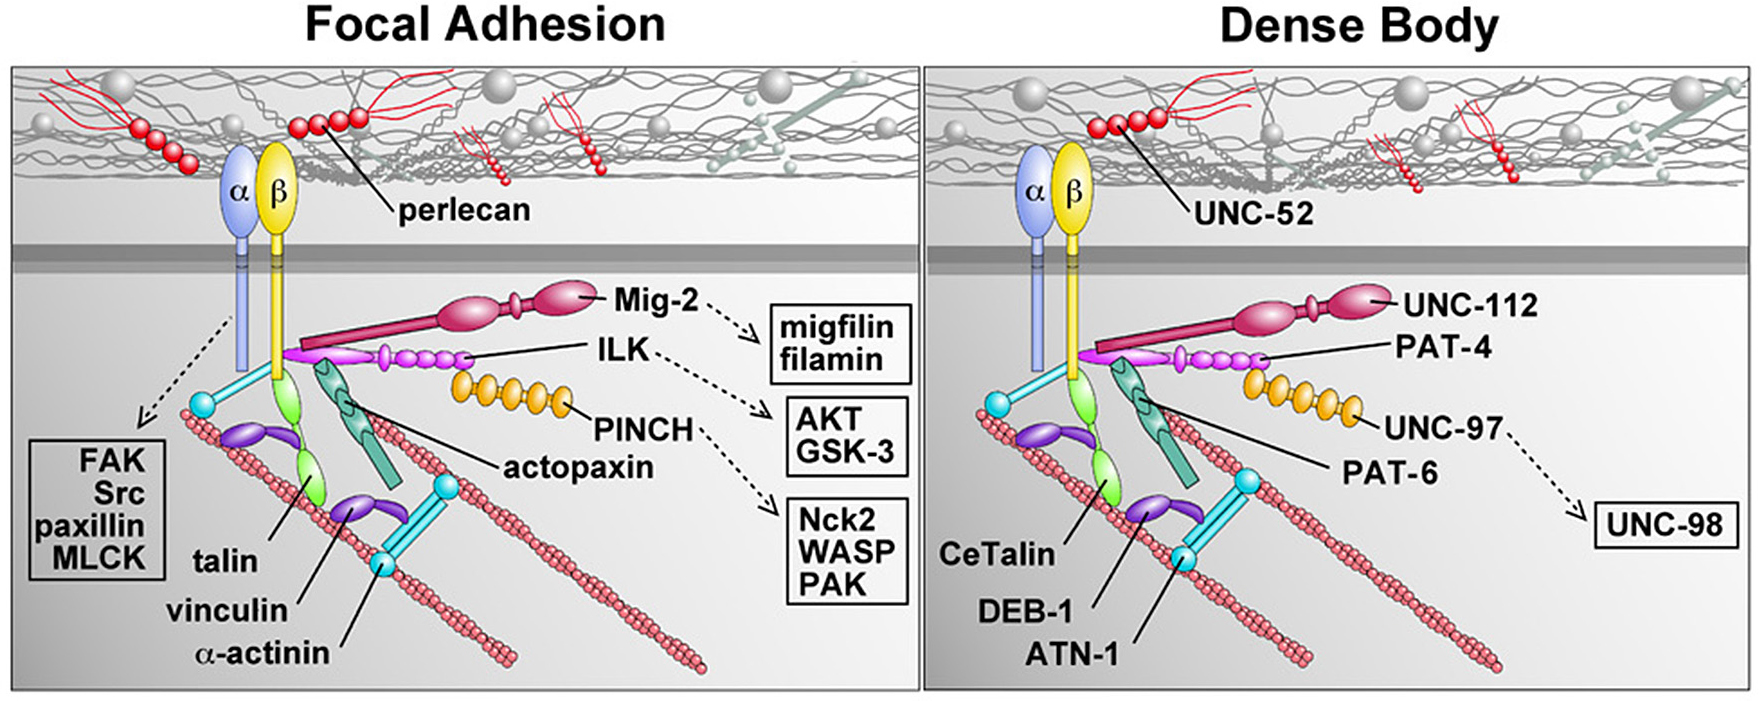 Focal Adhesion
α β
perlecan
Mig-2
migfilin
filamin
ILK
AKT
GSK-3
PINCH
actopaxin
FAK
Src
paxillin
MLCK
Nck2
WASP
PAK
talin
vinculin
α-actinin
Dense Body
α β
UNC-52
UNC-112
PAT-4
UNC-97
PAT-6
UNC-98
CeTalin
DEB-1
ATN-1